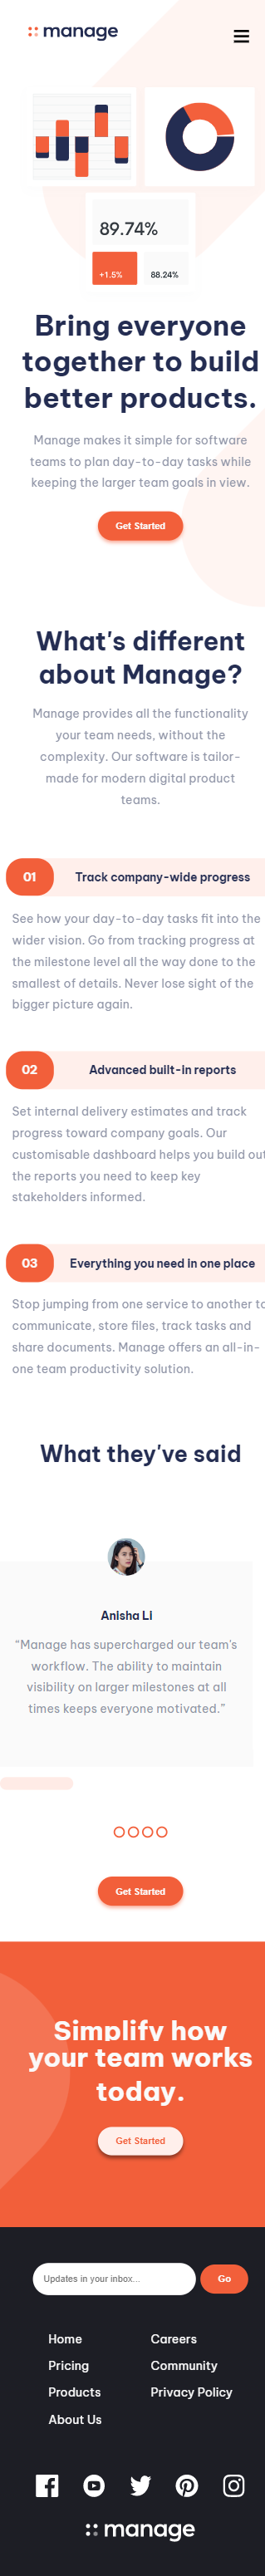 manage
89.74%
+1.5%
88.24%
Bring everyone
together to build
better products.
Manage makes it simple for software
teams to plan day-to-day tasks while
keeping the larger team goals in view.
Get Started
What's different
about Manage?
Manage provides all the functionality
your team needs, without the
complexity. Our software is tailor-
made for modern digital product
teams.
01 Track company-wide progress
See how your day-to-day tasks fit into the
wider vision. Go from tracking progress at
the milestone level all the way done to the
smallest of details. Never lose sight of the
bigger picture again.
02 Advanced built-in reports
Set internal delivery estimates and track
progress toward company goals. Our
customisable dashboard helps you build out
the reports you need to keep key
stakeholders informed.
03 Everything you need in one place
Stop jumping from one service to another to
communicate, store files, track tasks and
share documents. Manage offers an all-in-
one team productivity solution.
What they've said
Anisha Li
“Manage has supercharged our team's
workflow. The ability to maintain
visibility on larger milestones at all
times keeps everyone motivated.”
Get Started
Simplify how
your team works
today.
Get Started
Updates in your inbox...
Go
Home
Pricing
Products
About Us
Careers
Community
Privacy Policy
manage